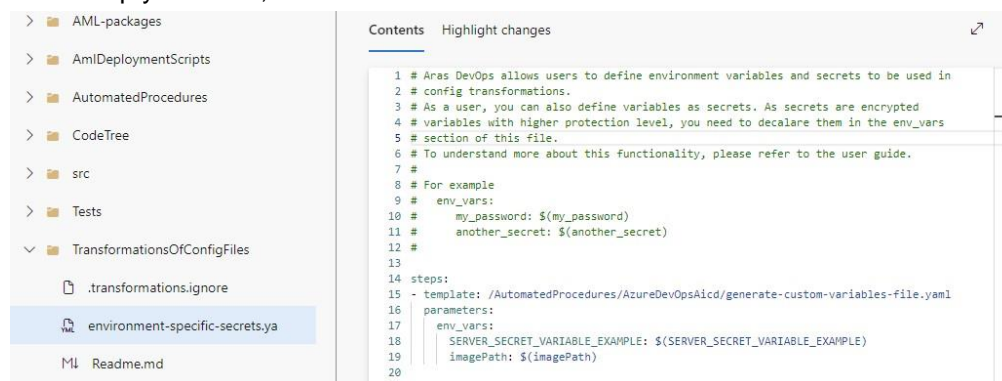 AML-packages
AmlDeploymentScripts
AutomatedProcedures
CodeTree
src
Tests
TransformationsOfConfigFiles
.transformations.ignore
environment-specific-secrets.ya
Readme.md
Contents Highlight changes
1 # Aras DevOps allows users to define environment variables and secrets to be used in
2 # config transformations.
3 # As a user, you can also define variables as secrets. As secrets are encrypted
4 # variables with higher protection level, you need to decalare them in the env_vars
5 # section of this file.
6 # To understand more about this functionality, please refer to the user guide.
7 #
8 # For example
9 #   env_vars:
10 #      my_password: $(my_password)
11 #      another_secret: $(another_secret)
12 #
13
14 steps:
15 - template: /AutomatedProcedures/AzureDevOpsAicd/generate-custom-variables-file.yaml
16   parameters:
17     env_vars:
18       SERVER_SECRET_VARIABLE_EXAMPLE: $(SERVER_SECRET_VARIABLE_EXAMPLE)
19       imagePath: $(imagePath)
20